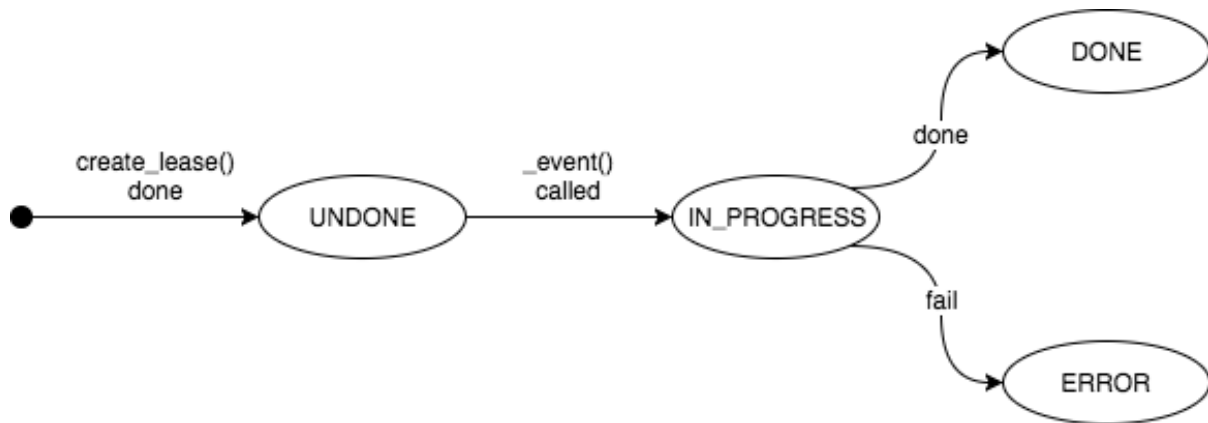 DONE
done
create_lease()
done
_event()
called
UNDONE
IN_PROGRESS
fail
ERROR